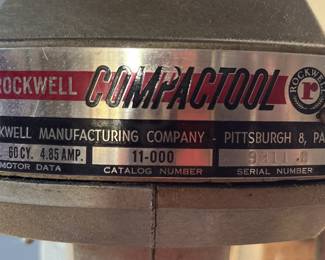 ROCKWELL COMPACTOOL ROCKWELL r
KWELL MANUFACTURING COMPANY - PITTSBURGH 8, PA
60CY. 4.85 AMP. 11-000
MOTOR DATA CATALOG NUMBER SERIAL NUMBER